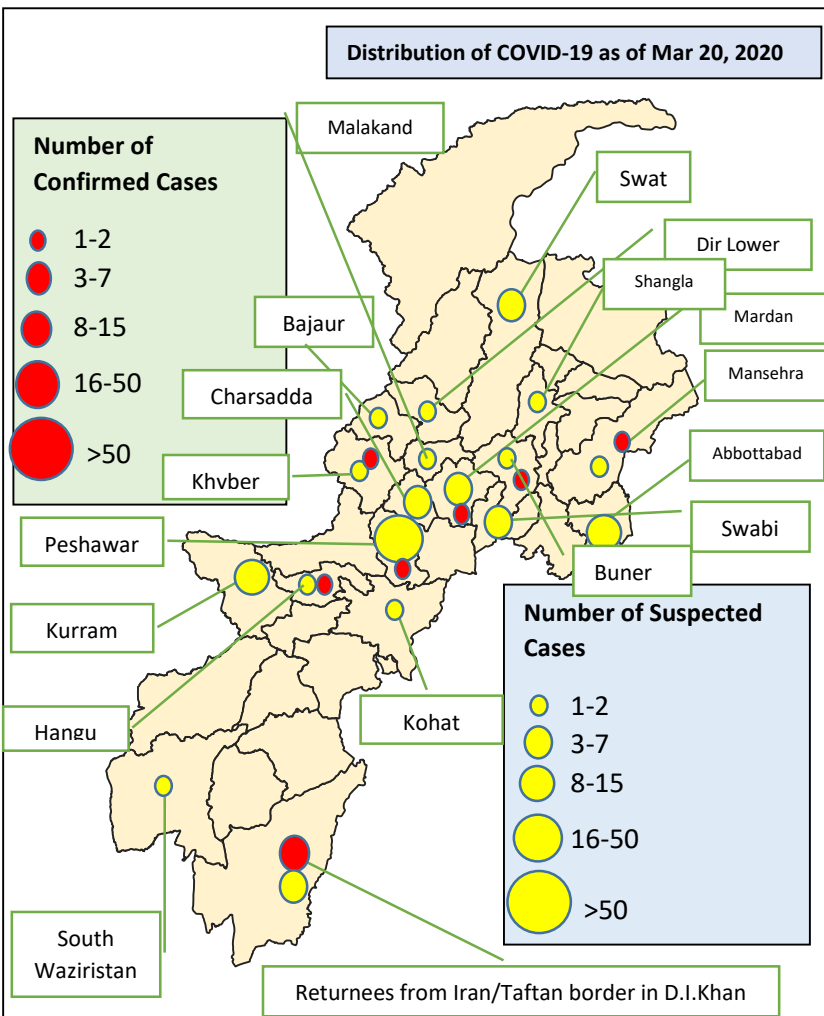 Distribution of COVID-19 as of Mar 20, 2020
Malakand
Number of
Confirmed Cases
1-2
3-7
8-15
16-50
>50
Swat
Dir Lower
Shangla
Mardan
Bajaur
Charsadda
Mansehra
Abbottabad
Khvber
Swabi
Peshawar
Buner
Kurram
Number of Suspected
Cases
1-2
3-7
8-15
16-50
>50
Hangu
Kohat
South
Waziristan
Returnees from Iran/Taftan border in D.I.Khan